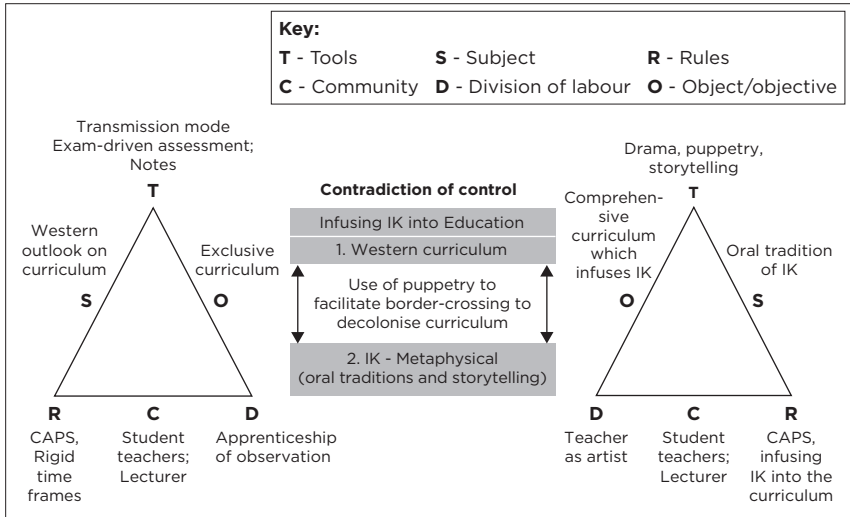 Key:
T - Tools S - Subject R - Rules
C - Community D - Division of labour O - Object/objective
Transmission mode
Exam-driven assessment;
Notes
T
Western
outlook on
curriculum
S
Exclusive
curriculum
O
R
CAPS,
Rigid
time
frames
C
Student
teachers;
Lecturer
D
Apprenticeship
of observation
Contradiction of control
Infusing IK into Education
1. Western curriculum
Use of puppetry to
facilitate border-crossing to
decolonise curriculum
2. IK - Metaphysical
(oral traditions and storytelling)
Drama, puppetry,
storytelling
T
Comprehen-
sive
curriculum
which
infuses IK
O
Oral tradition
of IK
S
D
Teacher
as artist
C
Student
teachers;
Lecturer
R
CAPS,
infusing
IK into the
curriculum